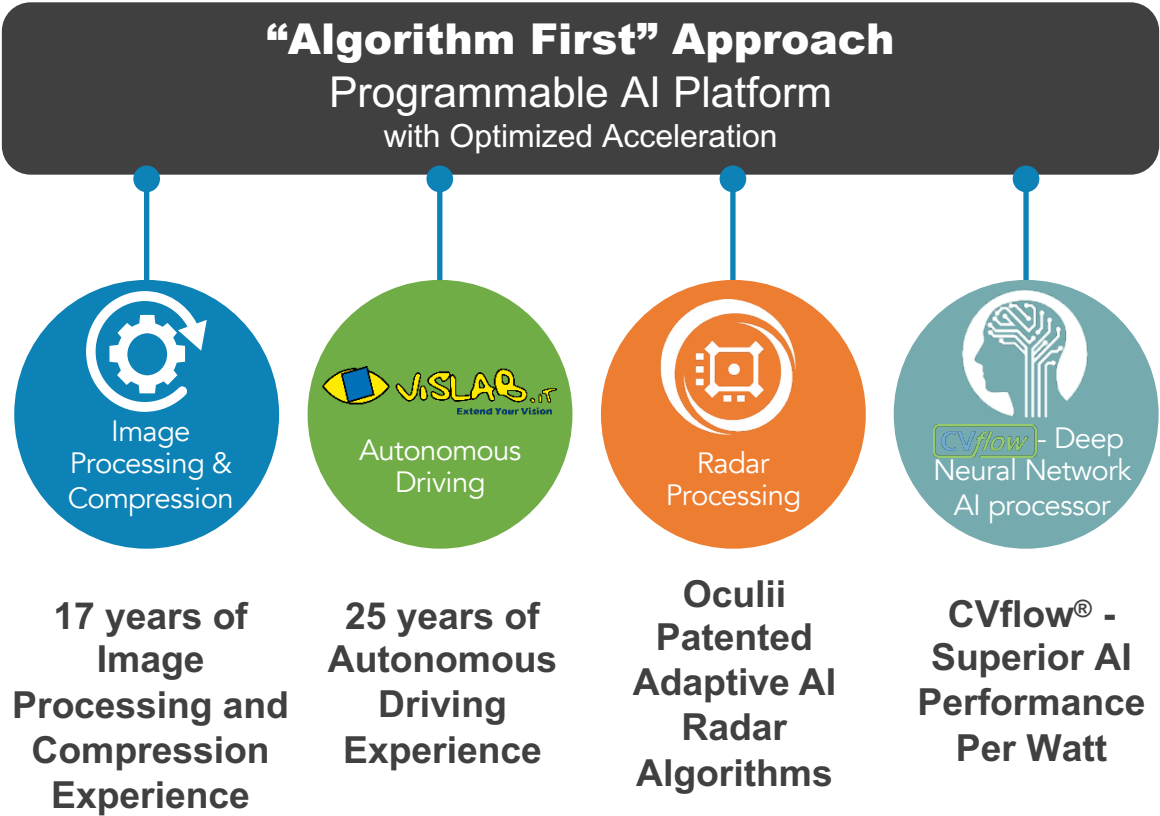 “Algorithm First” Approach
Programmable AI Platform
with Optimized Acceleration
Image
Processing &
Compression
VISLAB.IT
Extend Your Vision
Autonomous
Driving
Radar
Processing
CVflow - Deep
Neural Network
AI processor
17 years of
Image
Processing and
Compression
Experience
25 years of
Autonomous
Driving
Experience
Oculii
Patented
Adaptive AI
Radar
Algorithms
CVflow® -
Superior AI
Performance
Per Watt